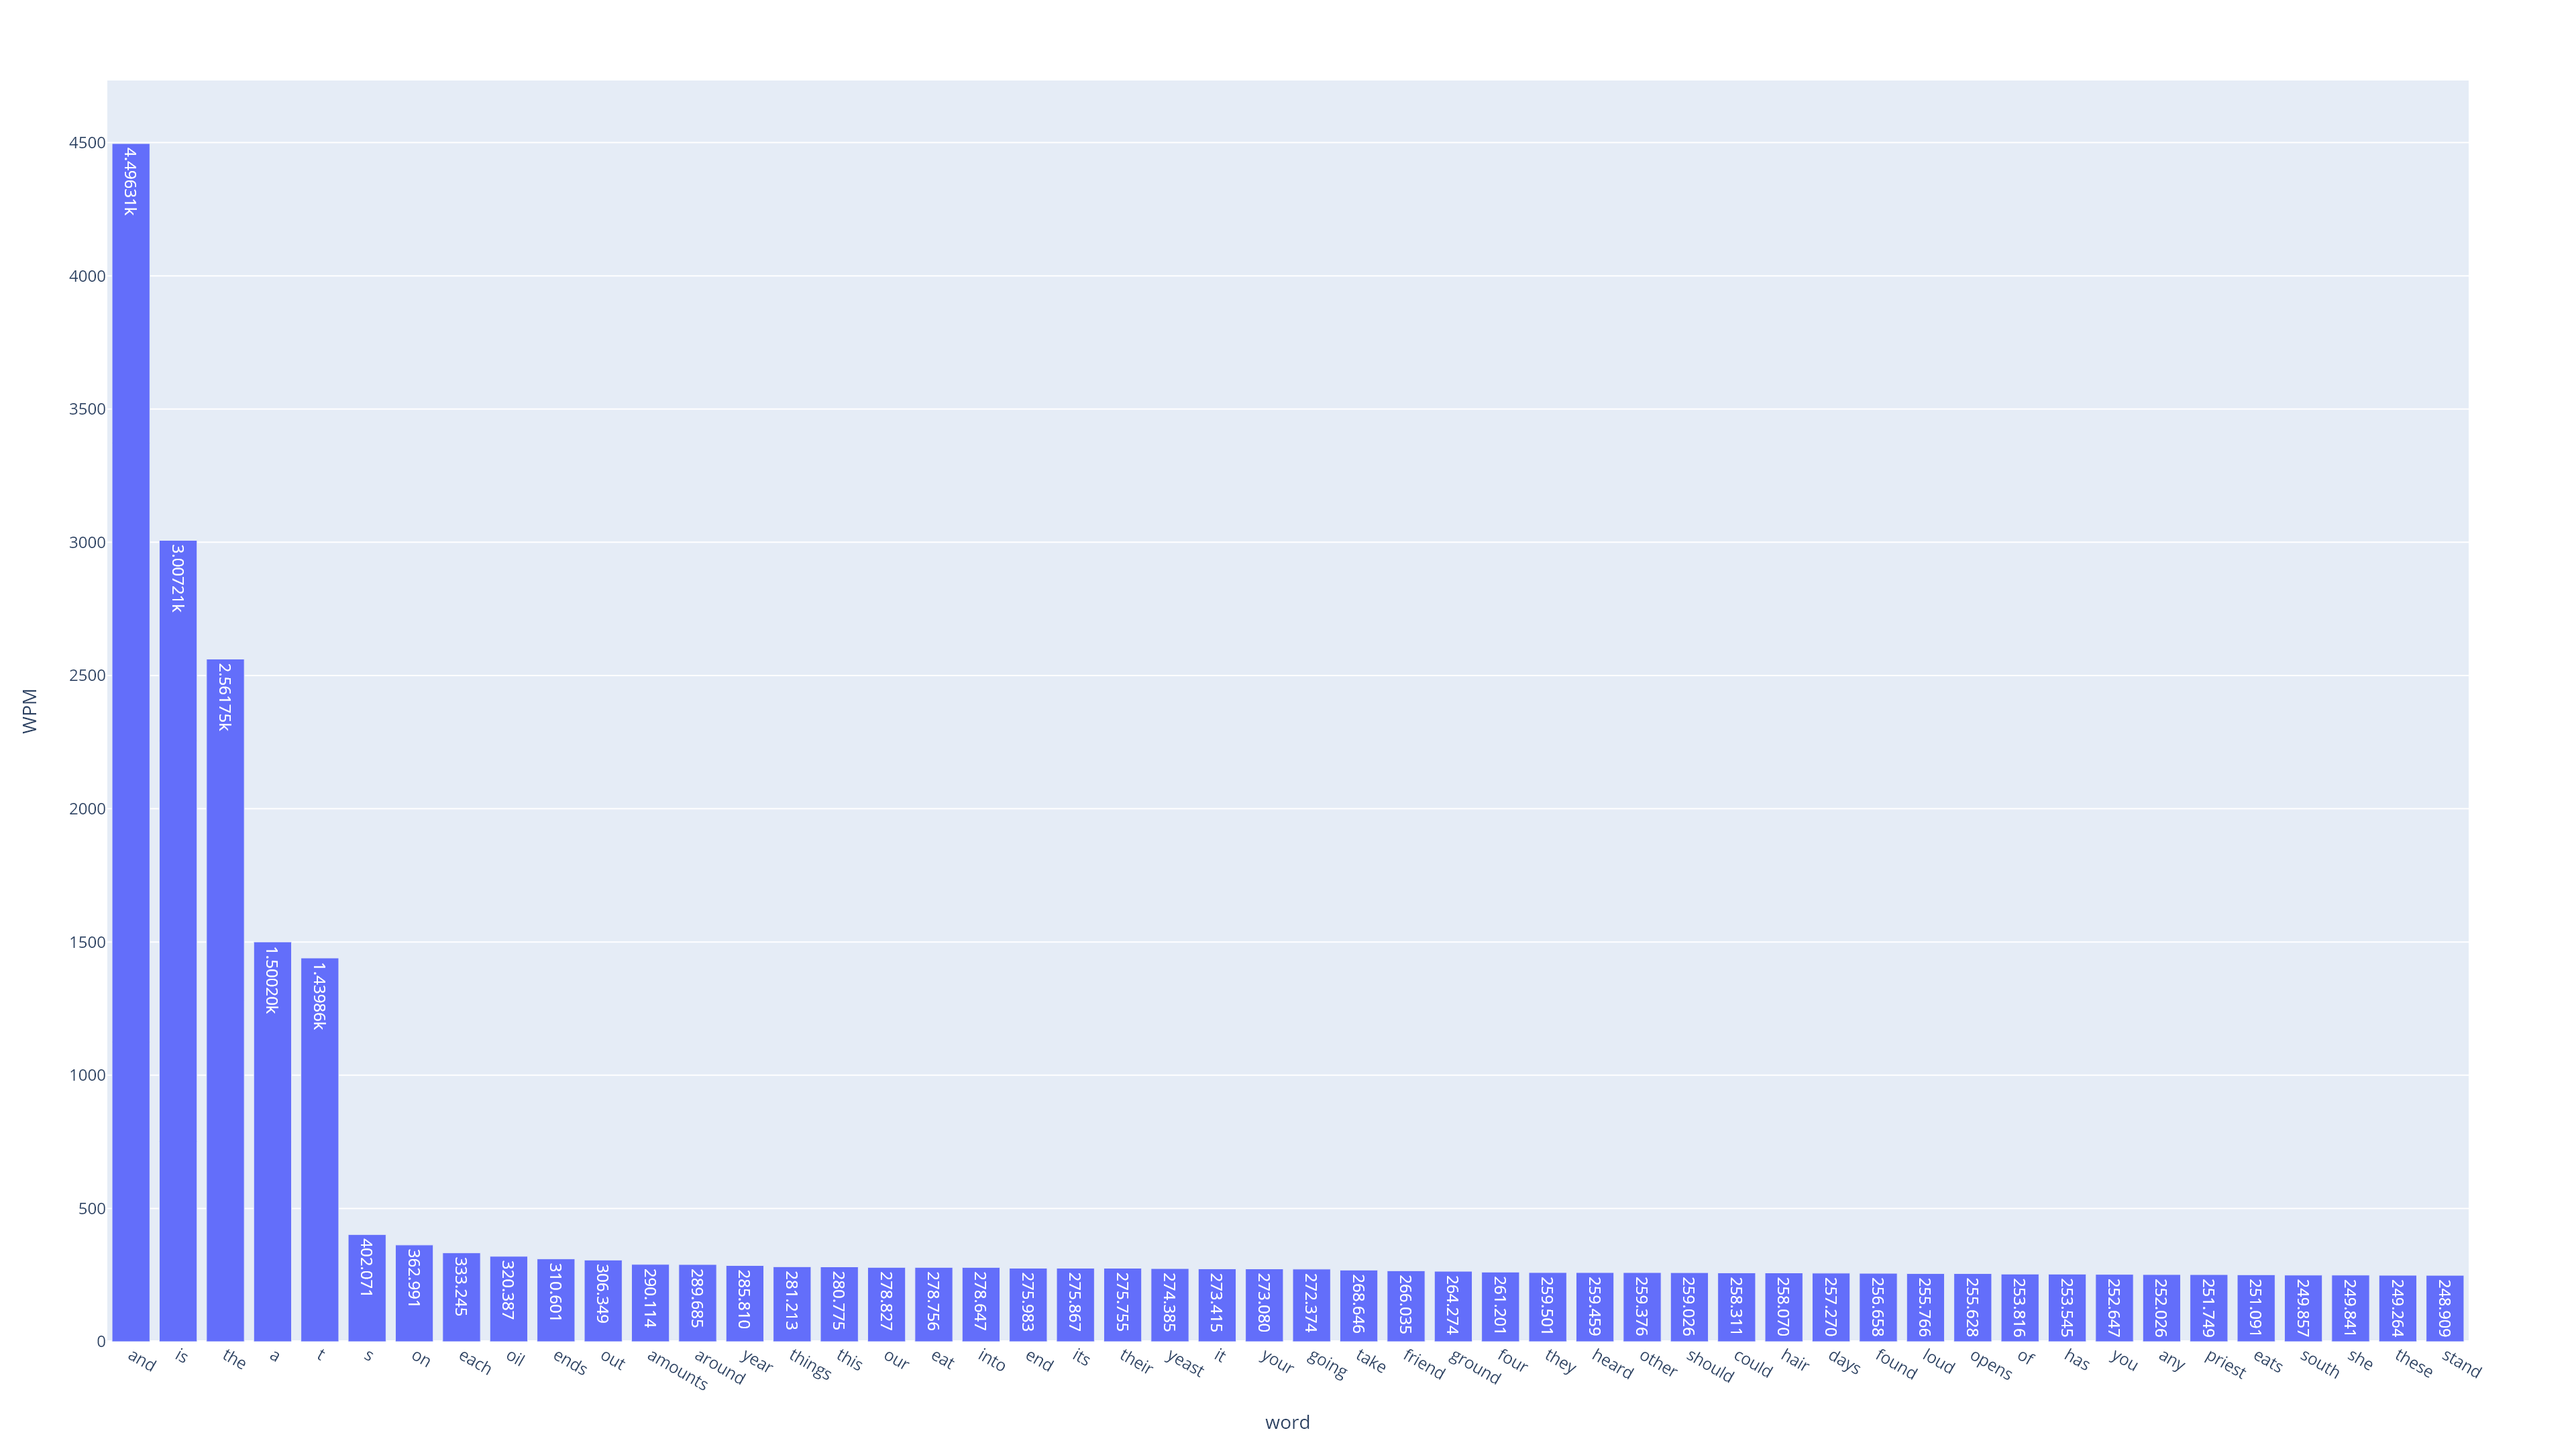 4500
4000
3500
3000
2500
2000
1500
1000
500
0
WPM
4.49631k
3.00721k
2.56175k
1.50020k
1.43986k
402.071
362.991
333.245
320.387
310.601
306.349
290.114
289.685
285.810
281.213
280.775
278.827
278.756
278.647
275.983
275.867
275.755
274.385
273.415
273.080
272.374
268.646
266.035
264.274
261.201
259.501
259.459
259.376
259.026
258.311
258.070
257.270
256.658
255.766
255.628
253.816
253.545
252.647
252.026
251.749
251.091
249.857
249.841
249.264
248.909
and
is
the
a
t
s
on
each
oil
ends
out
amounts
around
year
things
this
our
eat
into
end
its
their
yeast
it
your
going
take
friend
ground
four
they
heard
other
should
could
hair
days
found
loud
opens
of
has
you
any
priest
eats
south
she
these
stand
word